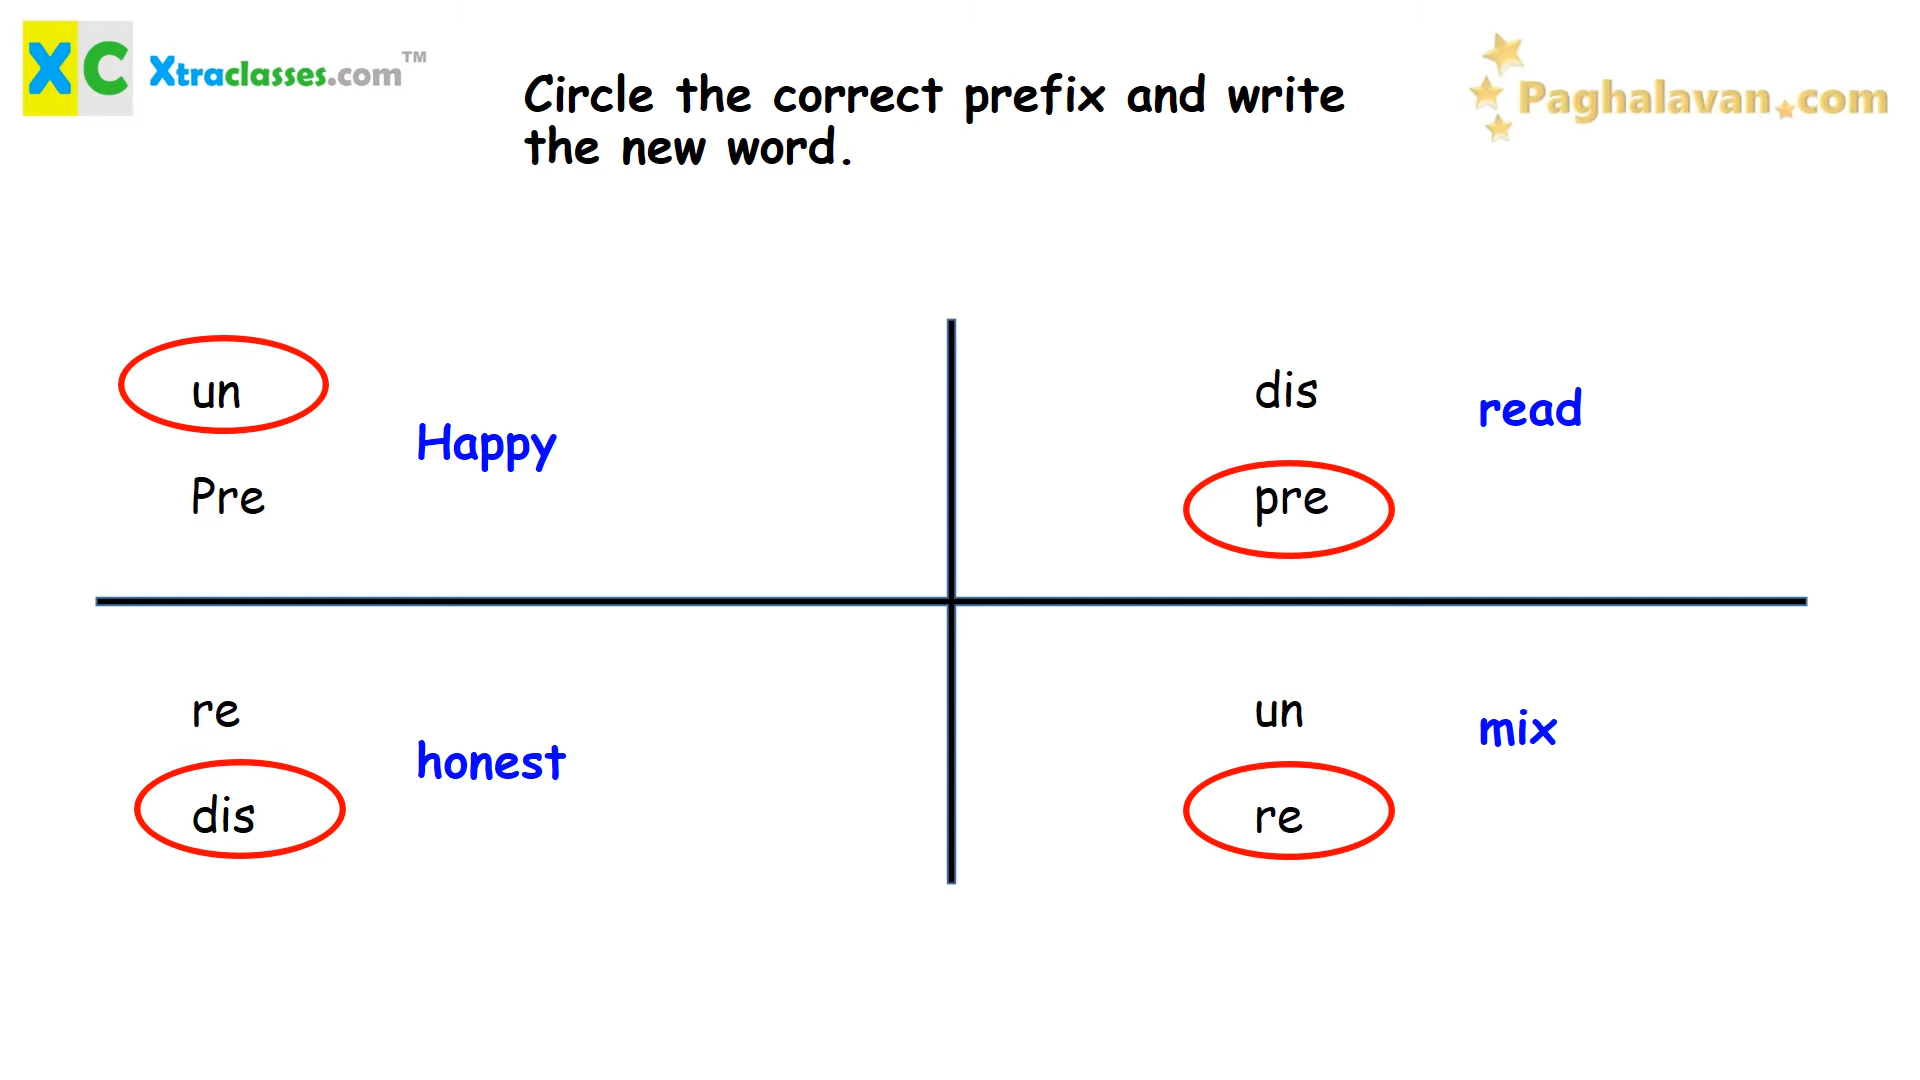 XC Xtraclasses.com™
Circle the correct prefix and write
the new word.
Paghalavan.com
un
Happy
Pre
dis
read
pre
re
honest
dis
un
mix
re